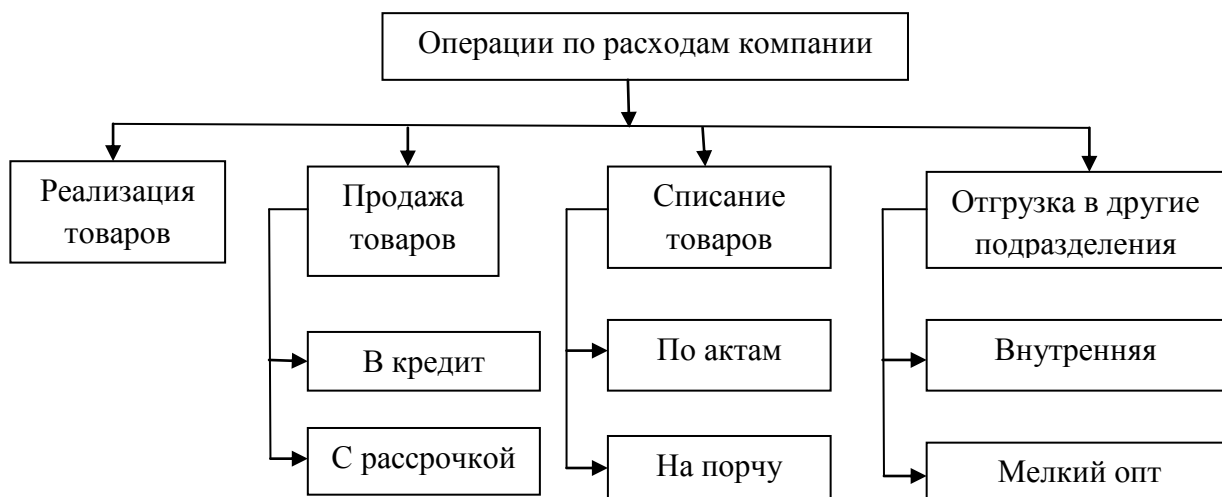 Операции по расходам компании
Реализация
товаров
Продажа
товаров
Списание
товаров
Отгрузка в другие
подразделения
В кредит
По актам
Внутренняя
С рассрочкой
На порчу
Мелкий опт